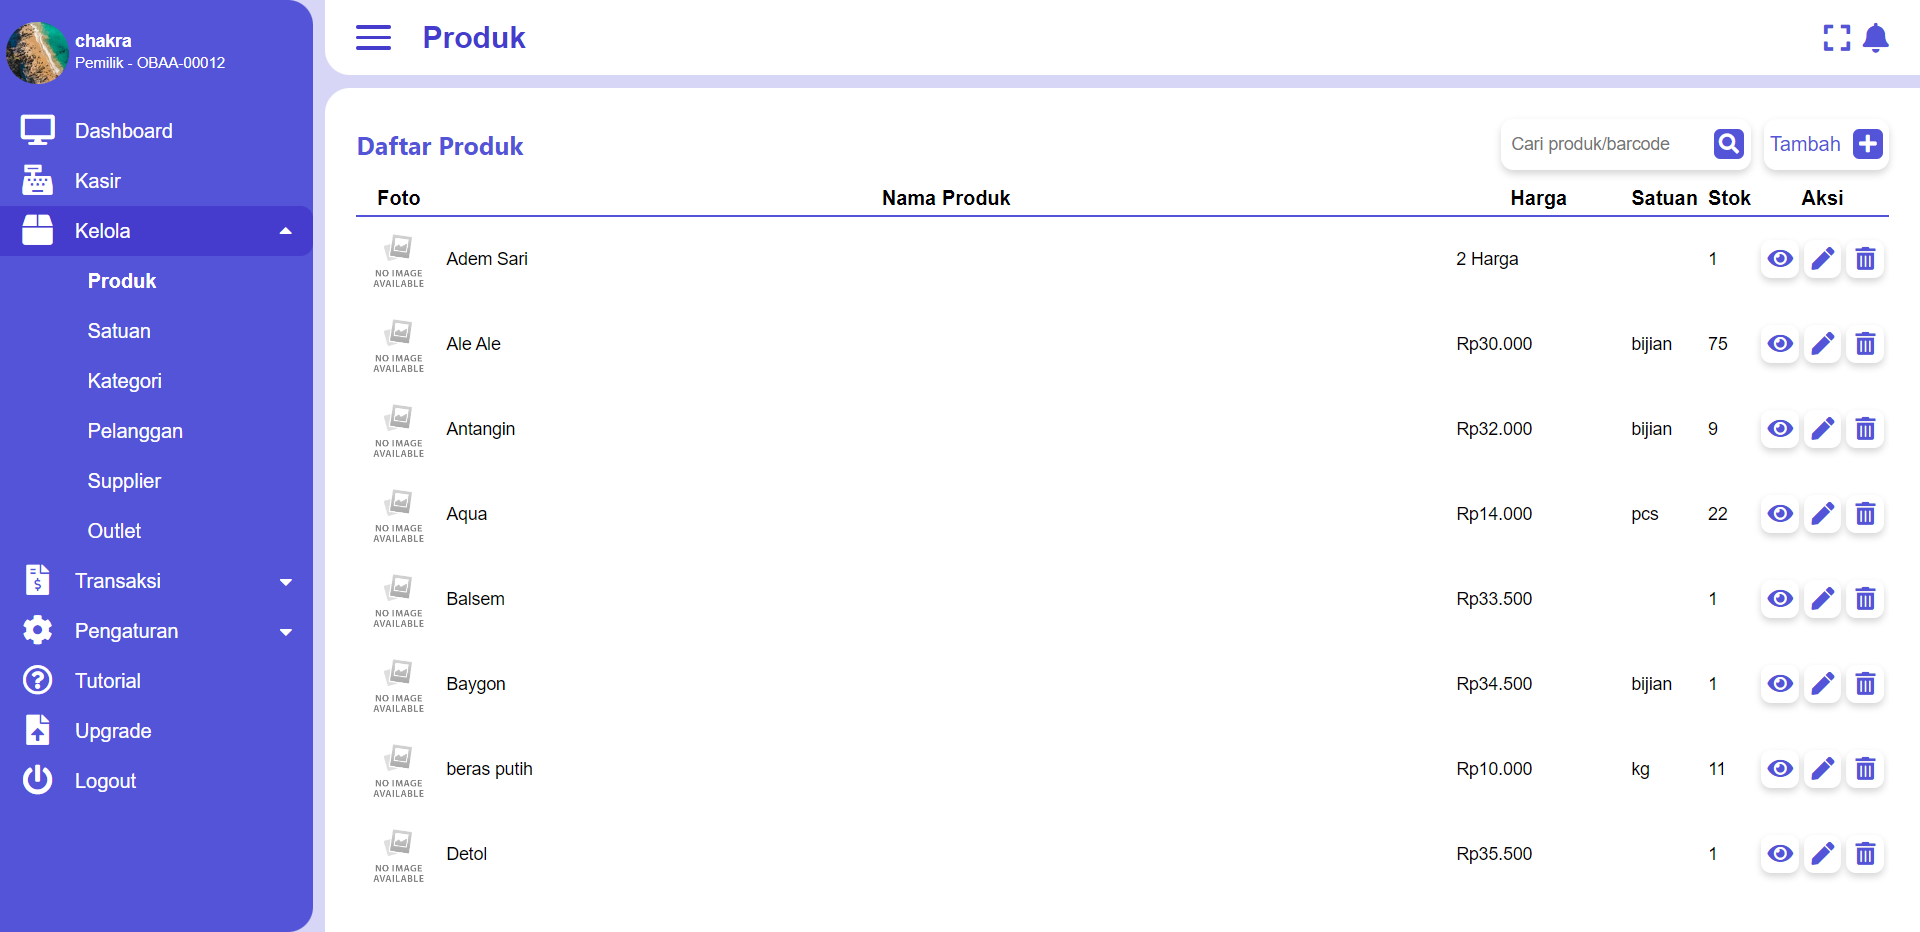 chakra
Pemilik - OBAA-00012
Dashboard
Kasir
Kelola
Produk
Satuan
Kategori
Pelanggan
Supplier
Outlet
Transaksi
Pengaturan
Tutorial
Upgrade
Logout
Produk
Daftar Produk
Cari produk/barcode
Tambah
Foto Nama Produk Harga Satuan Stok Aksi
NO IMAGE
AVAILABLE
Adem Sari 2 Harga 1
NO IMAGE
AVAILABLE
Ale Ale Rp30.000 bijian 75
NO IMAGE
AVAILABLE
Antangin Rp32.000 bijian 9
NO IMAGE
AVAILABLE
Aqua Rp14.000 pcs 22
NO IMAGE
AVAILABLE
Balsem Rp33.500 1
NO IMAGE
AVAILABLE
Baygon Rp34.500 bijian 1
NO IMAGE
AVAILABLE
beras putih Rp10.000 kg 11
NO IMAGE
AVAILABLE
Detol Rp35.500 1